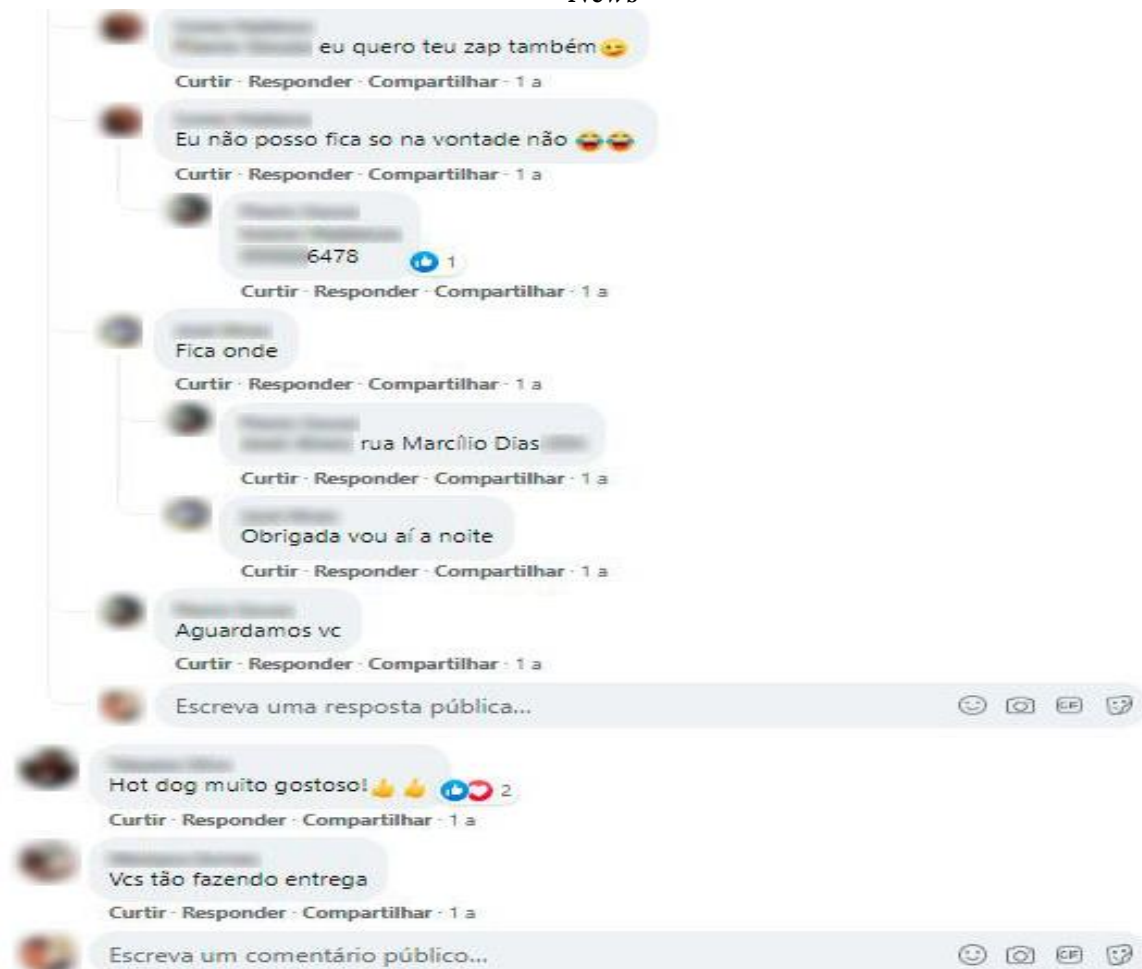 News
eu quero teu zap também
Curtir · Responder · Compartilhar · 1 a
Eu não posso fica so na vontade não
Curtir · Responder · Compartilhar · 1 a
6478
1
Curtir · Responder · Compartilhar · 1 a
Fica onde
Curtir · Responder · Compartilhar · 1 a
rua Marcílio Dias
Curtir · Responder · Compartilhar · 1 a
Obrigada vou aí a noite
Curtir · Responder · Compartilhar · 1 a
Aguardamos vc
Curtir · Responder · Compartilhar · 1 a
Escreva uma resposta pública...
Hot dog muito gostoso! 2
Curtir · Responder · Compartilhar · 1 a
Vcs tão fazendo entrega
Curtir · Responder · Compartilhar · 1 a
Escreva um comentário público...